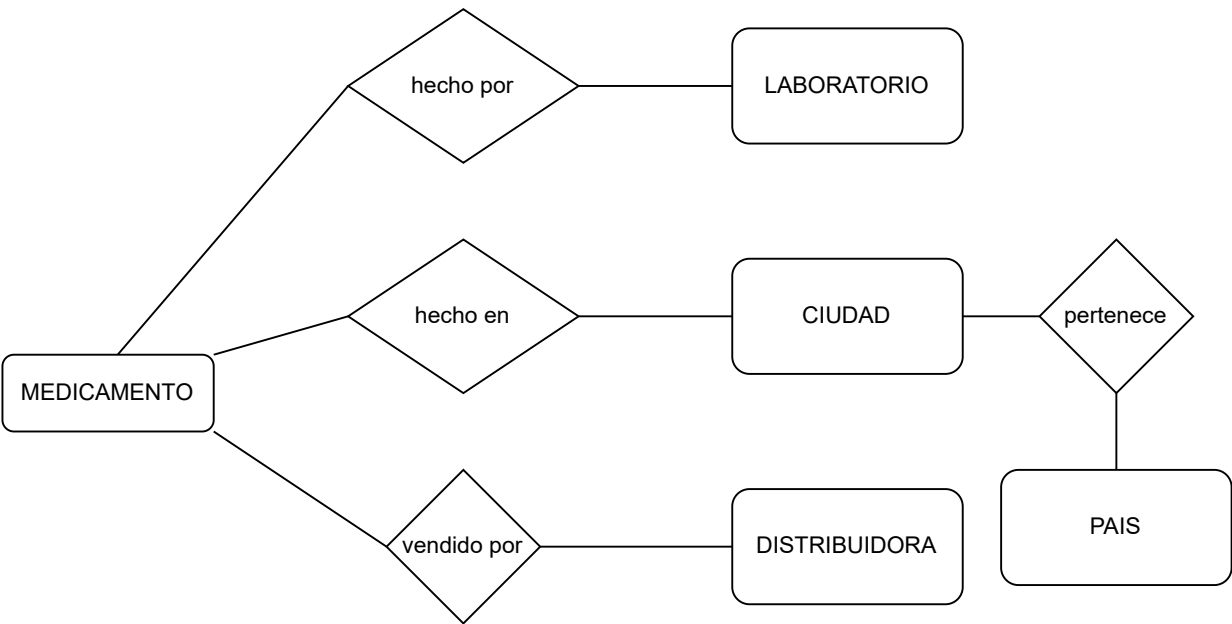 hecho por
LABORATORIO
hecho en
CIUDAD
pertenece
MEDICAMENTO
vendido por
DISTRIBUIDORA
PAIS